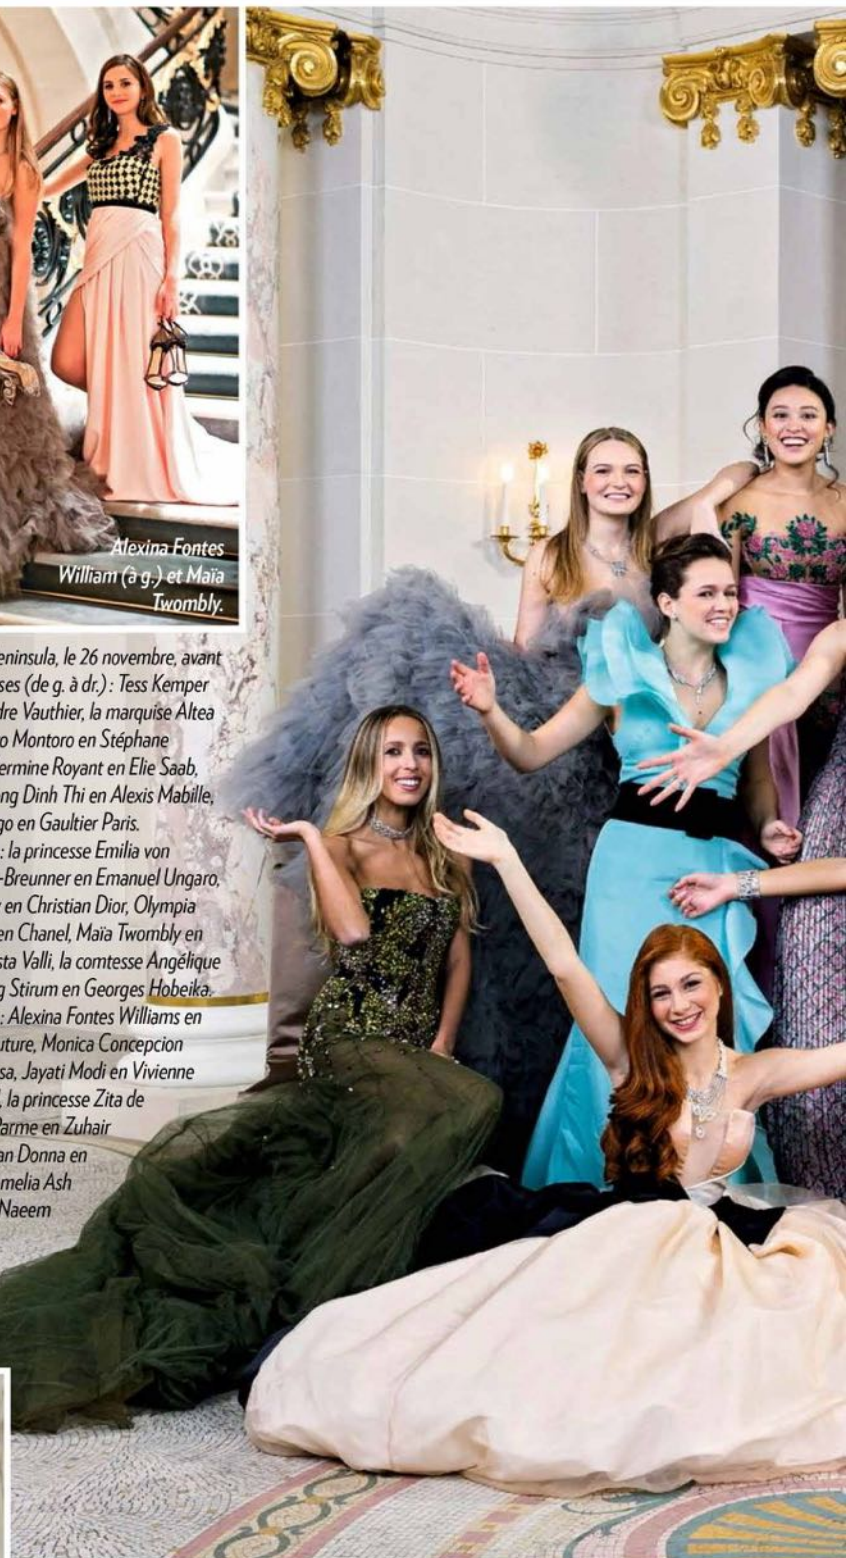 Alexina Fontes
William (à g.) et Maïa
Twombly.
eninsula, le 26 novembre, avant
ses (de g. à dr.) : Tess Kemper
dre Vauthier, la marquise Altea
o Montoro en Stéphane
ermine Royant en Elie Saab,
ng Dinh Thi en Alexis Mabille,
go en Gaultier Paris.
: la princesse Emilia von
-Breunner en Emanuel Ungaro,
en Christian Dior, Olympia
en Chanel, Maïa Twombly en
sta Valli, la comtesse Angélique
g Stirum en Georges Hobeika.
: Alexina Fontes Williams en
uture, Monica Concepcion
sa, Jayati Modi en Vivienne
, la princesse Zita de
Parme en Zuhair
an Donna en
melia Ash
Naeem